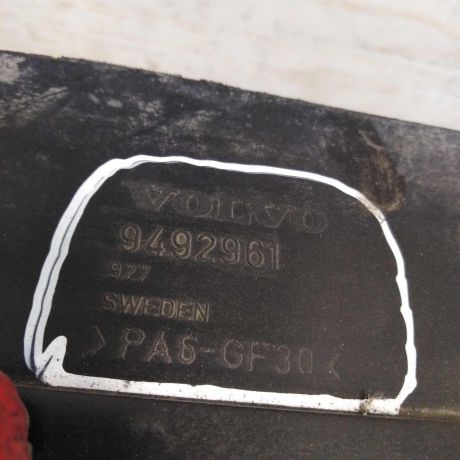 VOLVO
9492961
927
SWEDEN
>PA6-GF30<